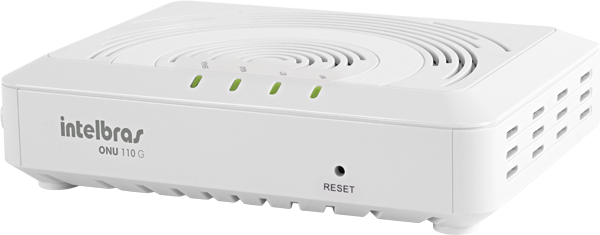 intelbras
ONU 110 G
RESET